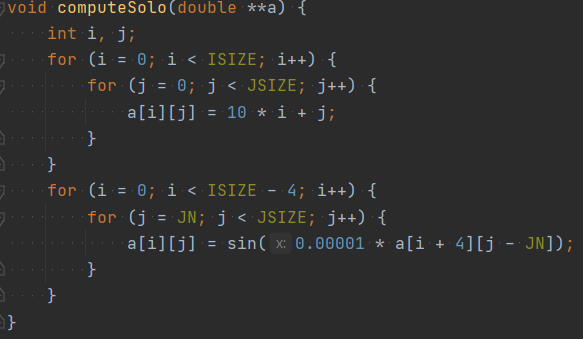 void computeSolo(double **a) {
    int i, j;
    for (i = 0; i < ISIZE; i++) {
        for (j = 0; j < JSIZE; j++) {
            a[i][j] = 10 * i + j;
        }
    }
    for (i = 0; i < ISIZE - 4; i++) {
        for (j = JN; j < JSIZE; j++) {
            a[i][j] = sin( x: 0.00001 * a[i + 4][j - JN]);
        }
    }
}